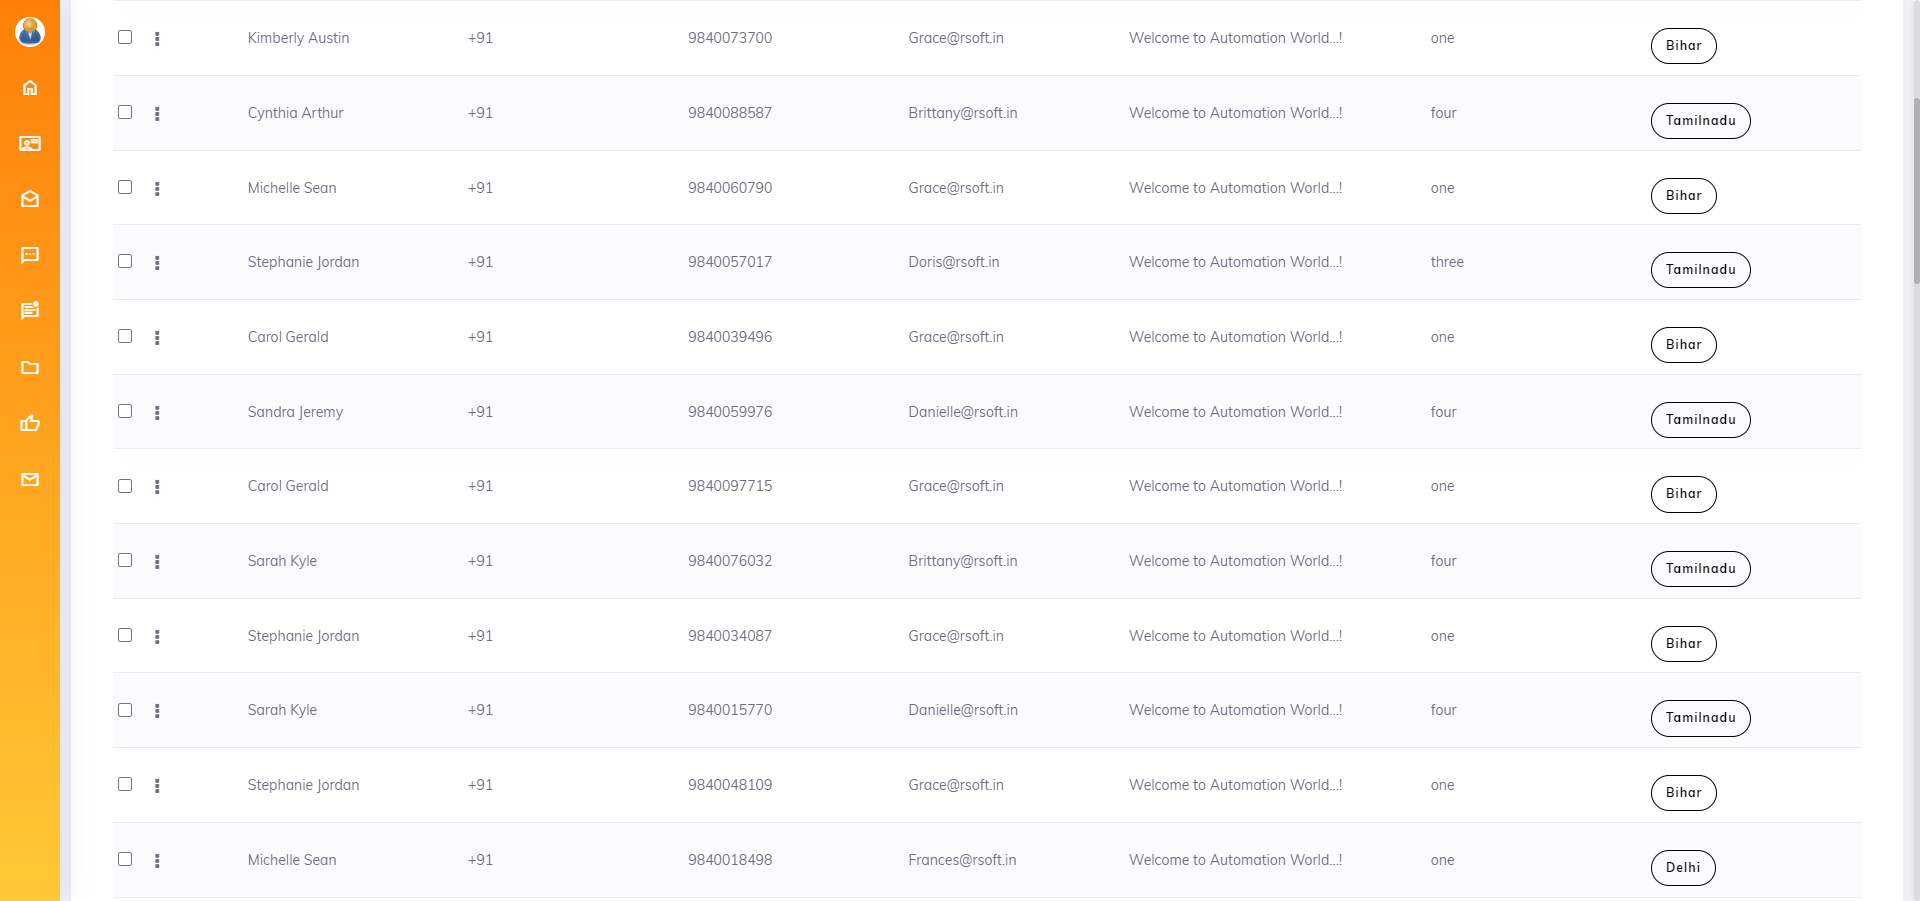 Kimberly Austin +91 9840073700 Grace@rsoft.in Welcome to Automation World...! one Bihar
Cynthia Arthur +91 9840088587 Brittany@rsoft.in Welcome to Automation World...! four Tamilnadu
Michelle Sean +91 9840060790 Grace@rsoft.in Welcome to Automation World...! one Bihar
Stephanie Jordan +91 9840057017 Doris@rsoft.in Welcome to Automation World...! three Tamilnadu
Carol Gerald +91 9840039496 Grace@rsoft.in Welcome to Automation World...! one Bihar
Sandra Jeremy +91 9840059976 Danielle@rsoft.in Welcome to Automation World...! four Tamilnadu
Carol Gerald +91 9840097715 Grace@rsoft.in Welcome to Automation World...! one Bihar
Sarah Kyle +91 9840076032 Brittany@rsoft.in Welcome to Automation World...! four Tamilnadu
Stephanie Jordan +91 9840034087 Grace@rsoft.in Welcome to Automation World...! one Bihar
Sarah Kyle +91 9840015770 Danielle@rsoft.in Welcome to Automation World...! four Tamilnadu
Stephanie Jordan +91 9840048109 Grace@rsoft.in Welcome to Automation World...! one Bihar
Michelle Sean +91 9840018498 Frances@rsoft.in Welcome to Automation World...! one Delhi